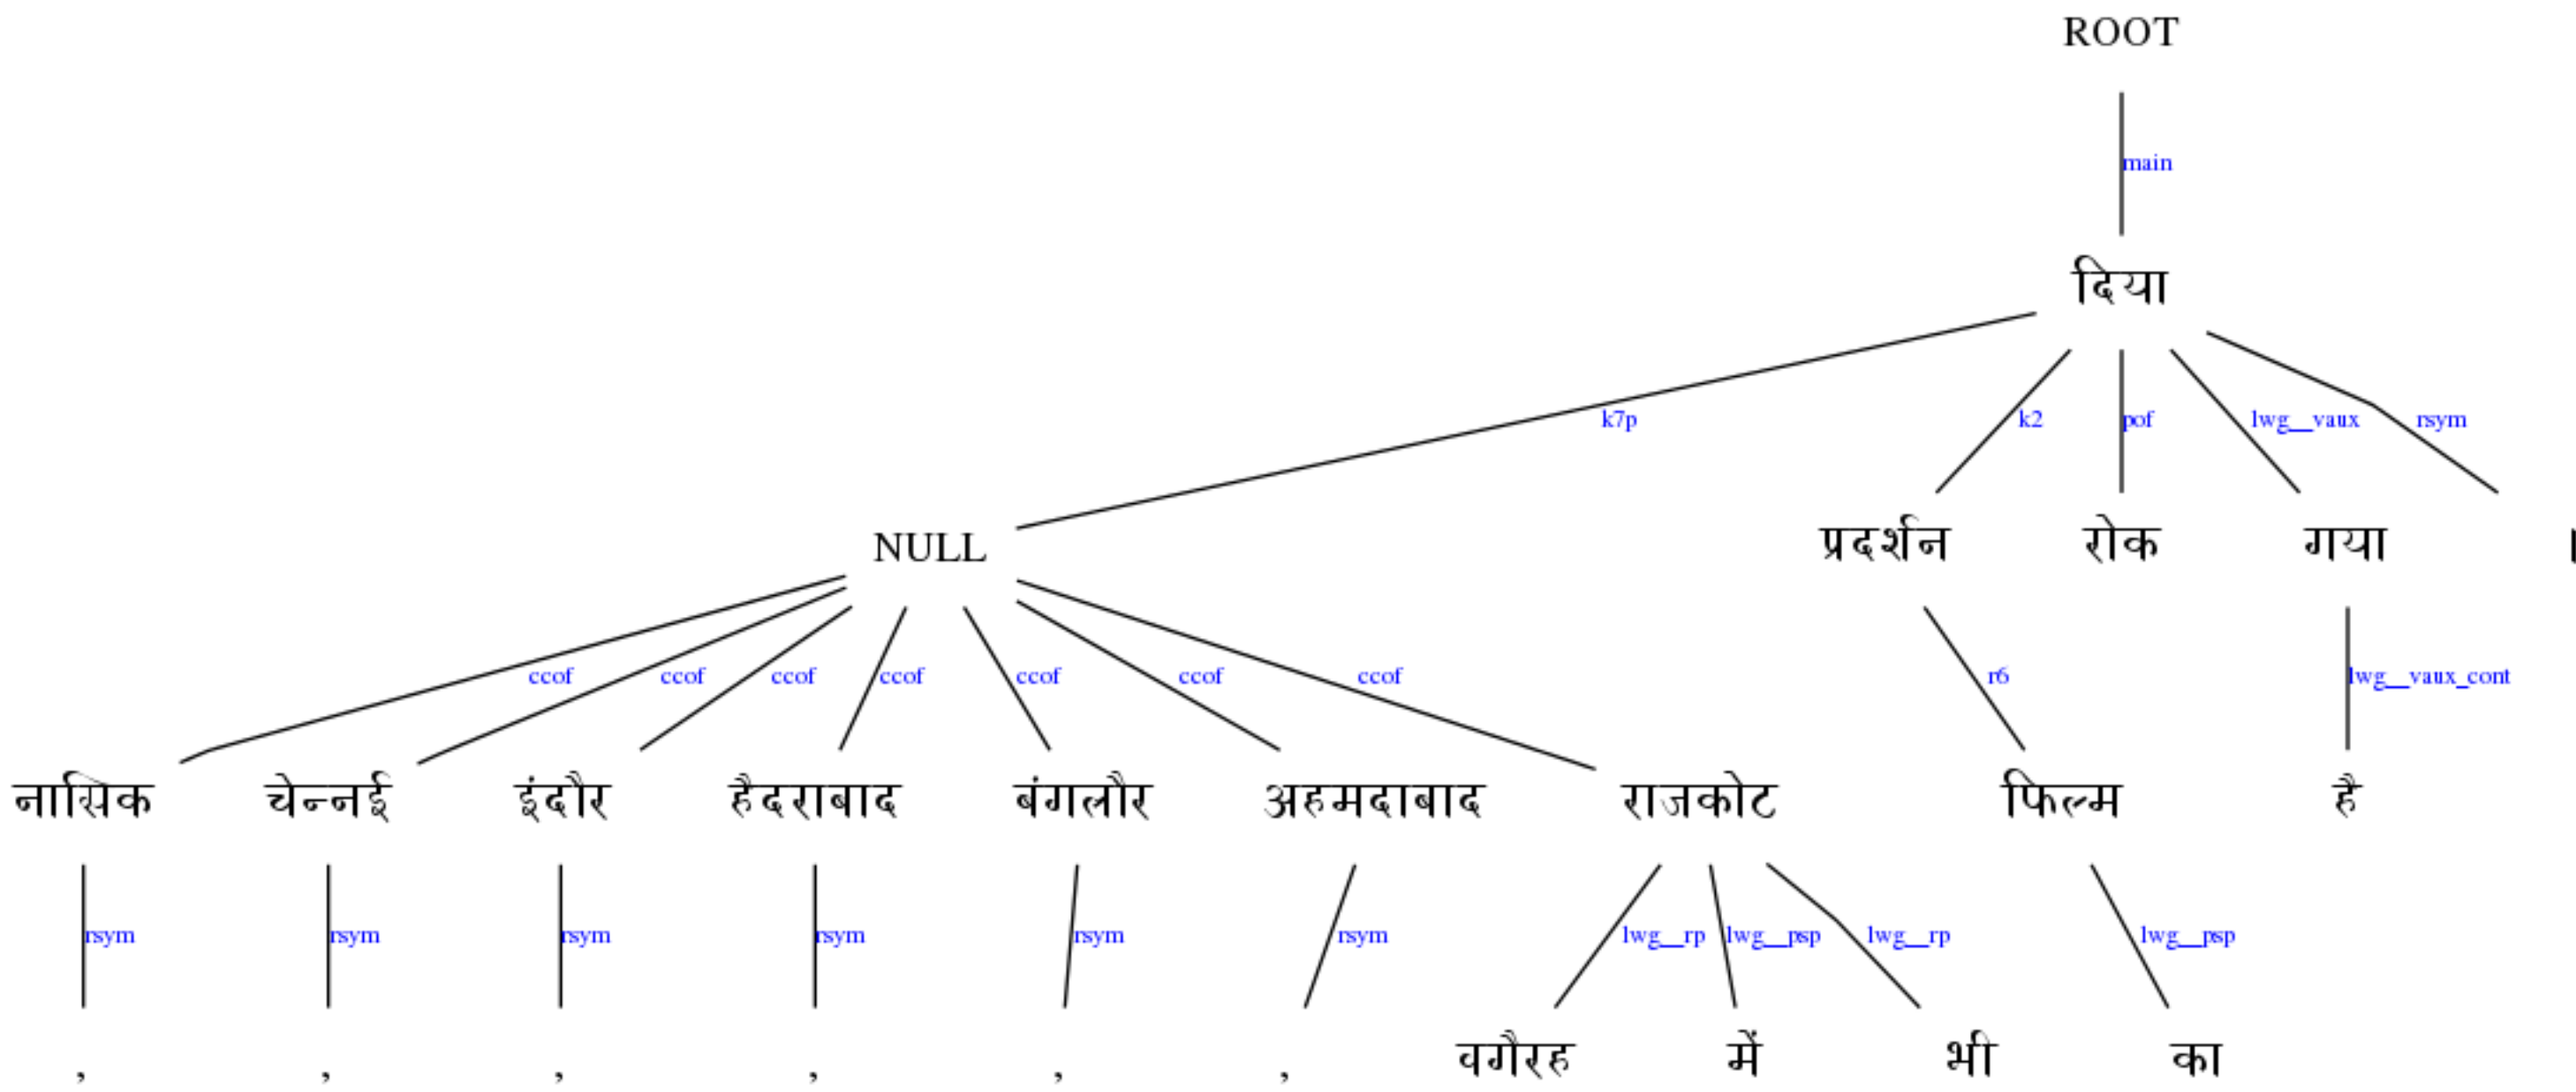 ROOT
main
दिया
k7p k2 pof lwg__vaux rsym
NULL प्रदर्शन रोक गया ।
ccof ccof ccof ccof ccof ccof ccof r6 lwg__vaux_cont
नासिक चेन्नई इंदौर हैदराबाद बंगलौर अहमदाबाद राजकोट फिल्म है
rsym rsym rsym rsym rsym rsym lwg__rp lwg__psp lwg__rp lwg__psp
, , , , , , वगैरह में भी का